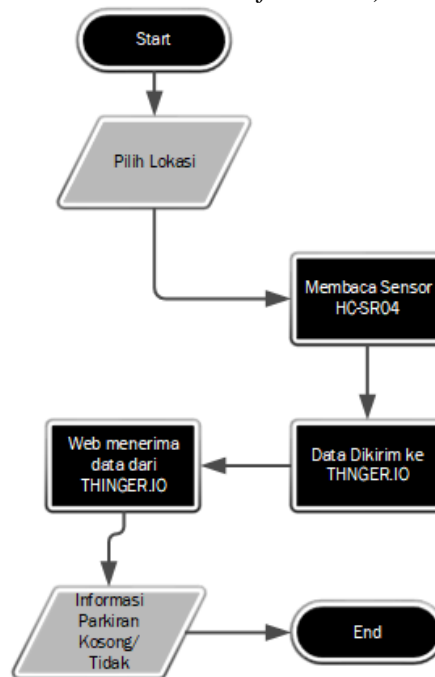 Start
Pilih Lokasi
Membaca Sensor
HC-SR04
Data Dikirim ke
THNGER.IO
Web menerima
data dari
THINGER.IO
Informasi
Parkiran
Kosong/
Tidak
End